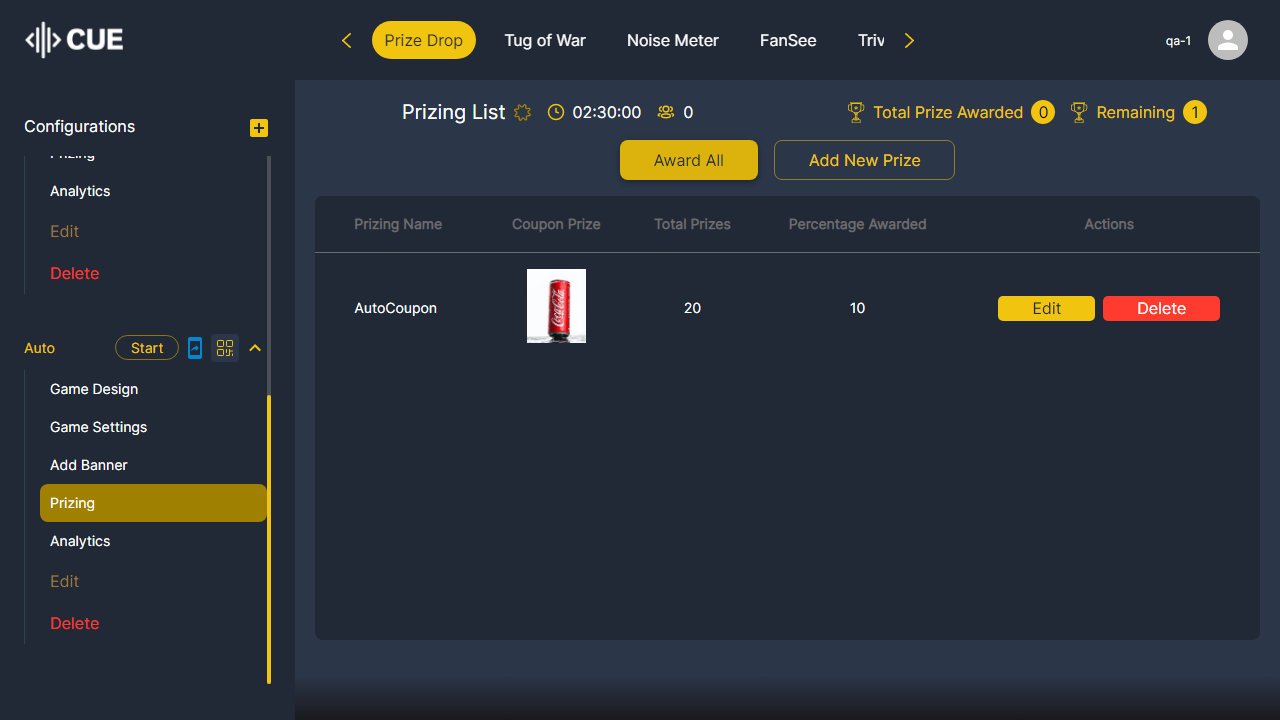 CUE
Prize Drop
Tug of War
Noise Meter
FanSee
Triv
qa-1
Configurations
Prizing
Analytics
Edit
Delete
Auto
Start
Game Design
Game Settings
Add Banner
Prizing
Analytics
Edit
Delete
Prizing List
02:30:00
0
Total Prize Awarded 0
Remaining 1
Award All
Add New Prize
Prizing Name
Coupon Prize
Total Prizes
Percentage Awarded
Actions
AutoCoupon
Coca-Cola
20
10
Edit
Delete